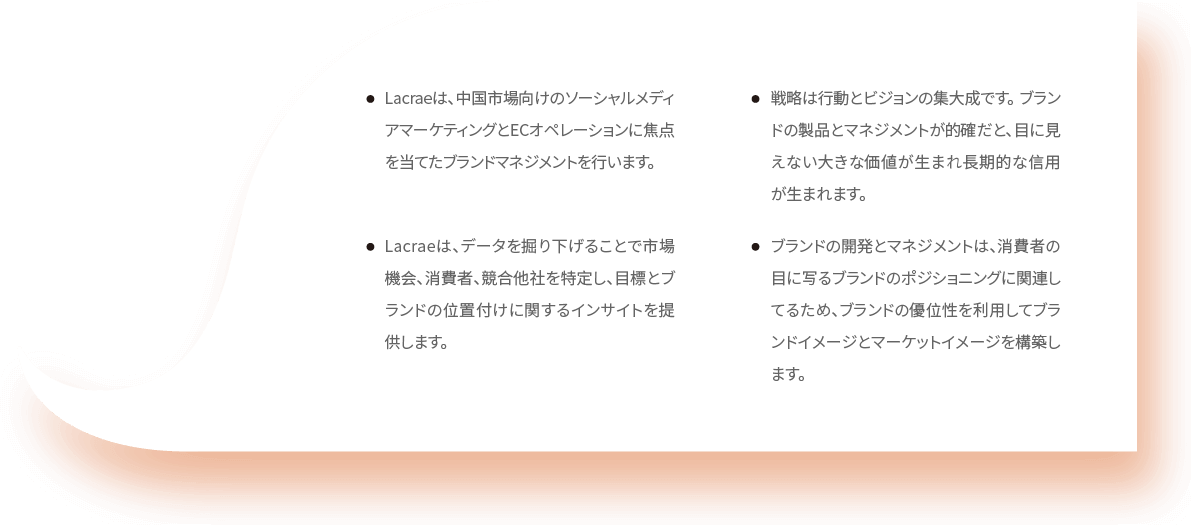 ● Lacraeは、中国市場向けのソーシャルメディ
アマーケティングとECオペレーションに焦点
を当てたブランドマネジメントを行います。
● Lacraeは、データを掘り下げることで市場
機会、消費者、競合他社を特定し、目標とブ
ランドの位置付けに関するインサイトを提
供します。
● 戦略は行動とビジョンの集大成です。ブラン
ドの製品とマネジメントが的確だと、目に見
えない大きな価値が生まれ長期的な信用
が生まれます。
● ブランドの開発とマネジメントは、消費者の
目に写るブランドのポジショニングに関連し
てるため、ブランドの優位性を利用してブラ
ンドイメージとマーケットイメージを構築し
ます。